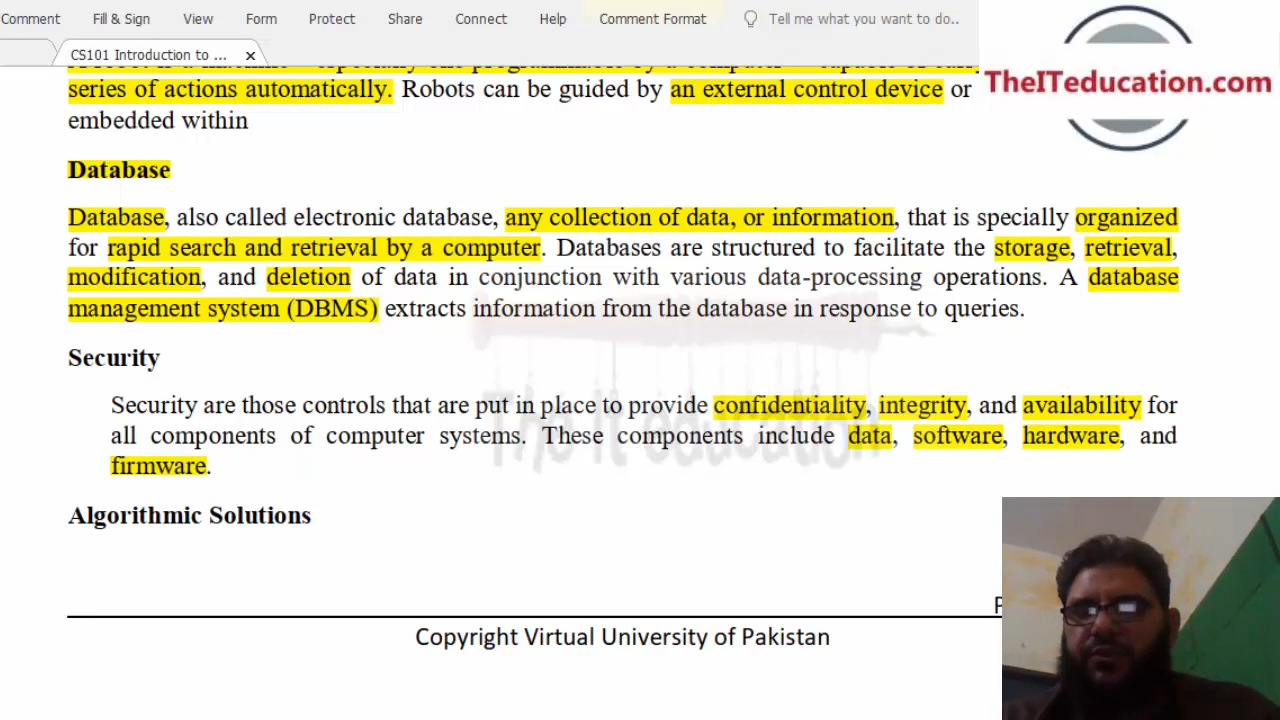 Comment Fill & Sign View Form Protect Share Connect Help Comment Format Tell me what you want to do..
CS101 Introduction to ... ×
TheITeducation.com
series of actions automatically. Robots can be guided by an external control device or
embedded within
Database
Database, also called electronic database, any collection of data, or information, that is specially organized
for rapid search and retrieval by a computer. Databases are structured to facilitate the storage, retrieval,
modification, and deletion of data in conjunction with various data-processing operations. A database
management system (DBMS) extracts information from the database in response to queries.
Security
Security are those controls that are put in place to provide confidentiality, integrity, and availability for
all components of computer systems. These components include data, software, hardware, and
firmware.
The It education
Algorithmic Solutions
Copyright Virtual University of Pakistan